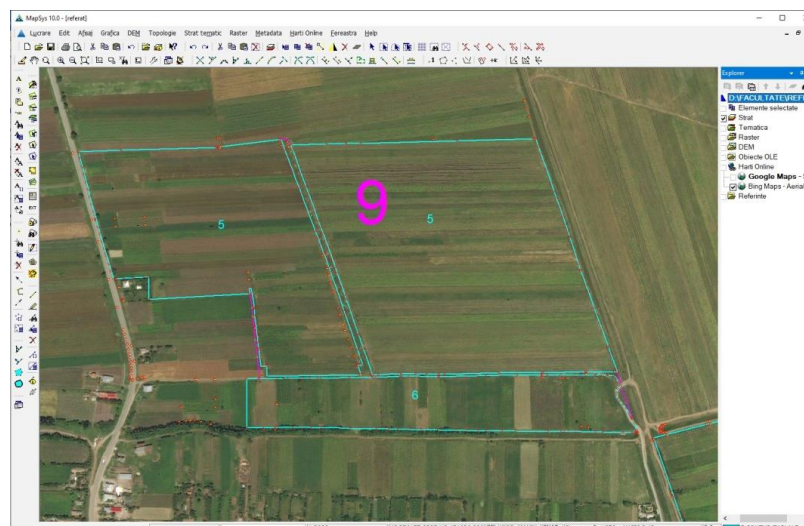 MapSys 10.0 - [referat]
Lucrare Edit Afisaj Grafica DEM Topologie Strat tematic Raster Metadata Harti Online Fereastra Help
Explorer
D:\FACULTATE\REF
Elemente selectate
Strat
Tematica
Raster
DEM
Obiecte OLE
Harti Online
Google Maps -
Bing Maps - Aerial
Referinte
9
5
5
6